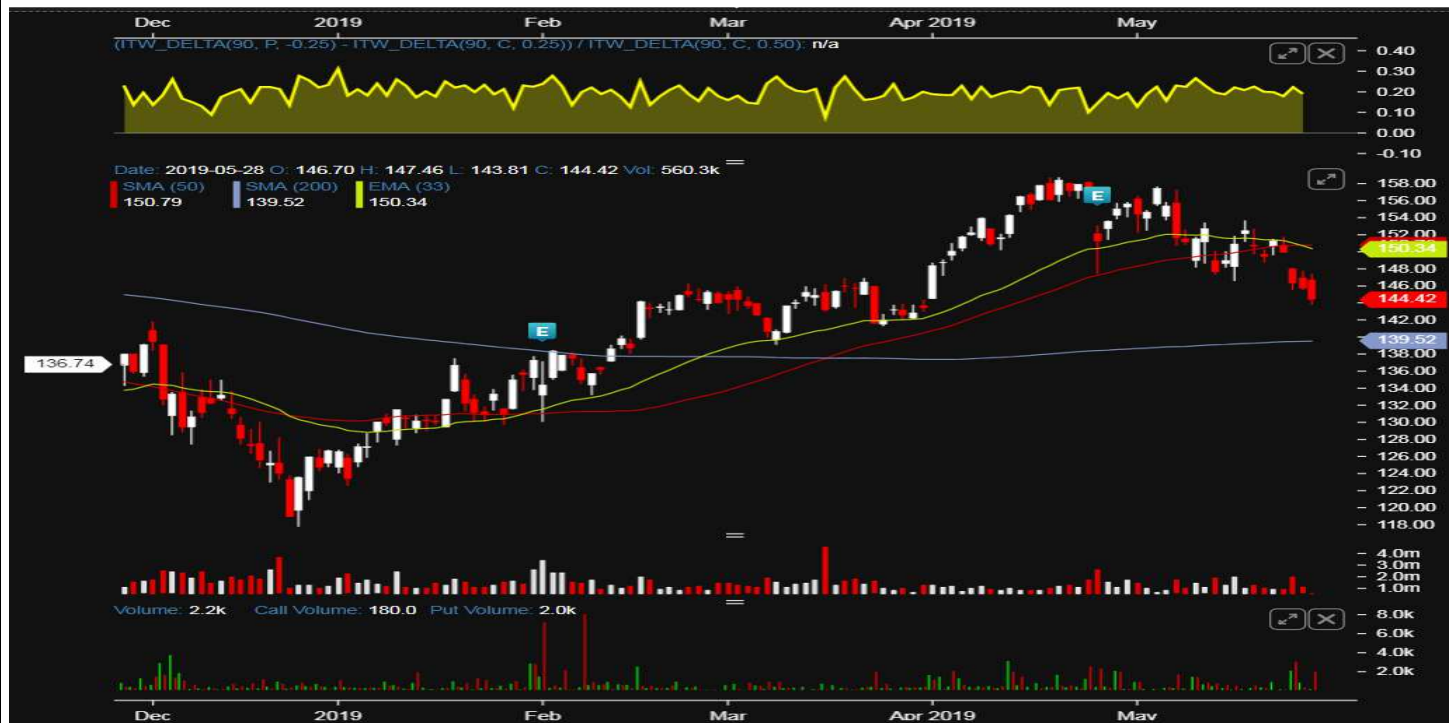 Dec 2019 Feb Mar Apr 2019 May
(ITW_DELTA(90, P, -0.25) - ITW_DELTA(90, C, 0.25)) / ITW_DELTA(90, C, 0.50): n/a
0.40
0.30
0.20
0.10
0.00
-0.10
Date: 2019-05-28 O: 146.70 H: 147.46 L: 143.81 C: 144.42 Vol: 560.3k
SMA (50) SMA (200) EMA (33)
150.79 139.52 150.34
158.00
E
156.00
154.00
152.00
150.34
148.00
146.00
144.42
142.00
E
139.52
138.00
136.74
136.00
134.00
132.00
130.00
128.00
126.00
124.00
122.00
120.00
118.00
4.0m
3.0m
2.0m
1.0m
Volume: 2.2k Call Volume: 180.0 Put Volume: 2.0k
8.0k
6.0k
4.0k
2.0k
Dec 2019 Feb Mar Apr 2019 May